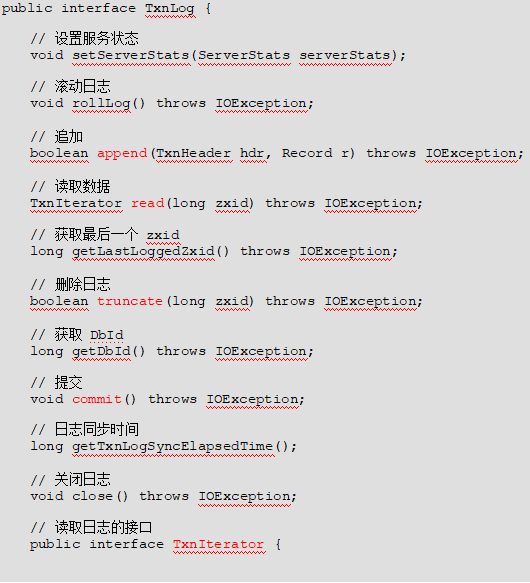 public interface TxnLog {
// 设置服务状态
void setServerStats(ServerStats serverStats);
// 滚动日志
void rollLog() throws IOException;
// 追加
boolean append(TxnHeader hdr, Record r) throws IOException;
// 读取数据
TxnIterator read(long zxid) throws IOException;
// 获取最后一个 zxid
long getLastLoggedZxid() throws IOException;
// 删除日志
boolean truncate(long zxid) throws IOException;
// 获取 DbId
long getDbId() throws IOException;
// 提交
void commit() throws IOException;
// 日志同步时间
long getTxnLogSyncElapsedTime();
// 关闭日志
void close() throws IOException;
// 读取日志的接口
public interface TxnIterator {